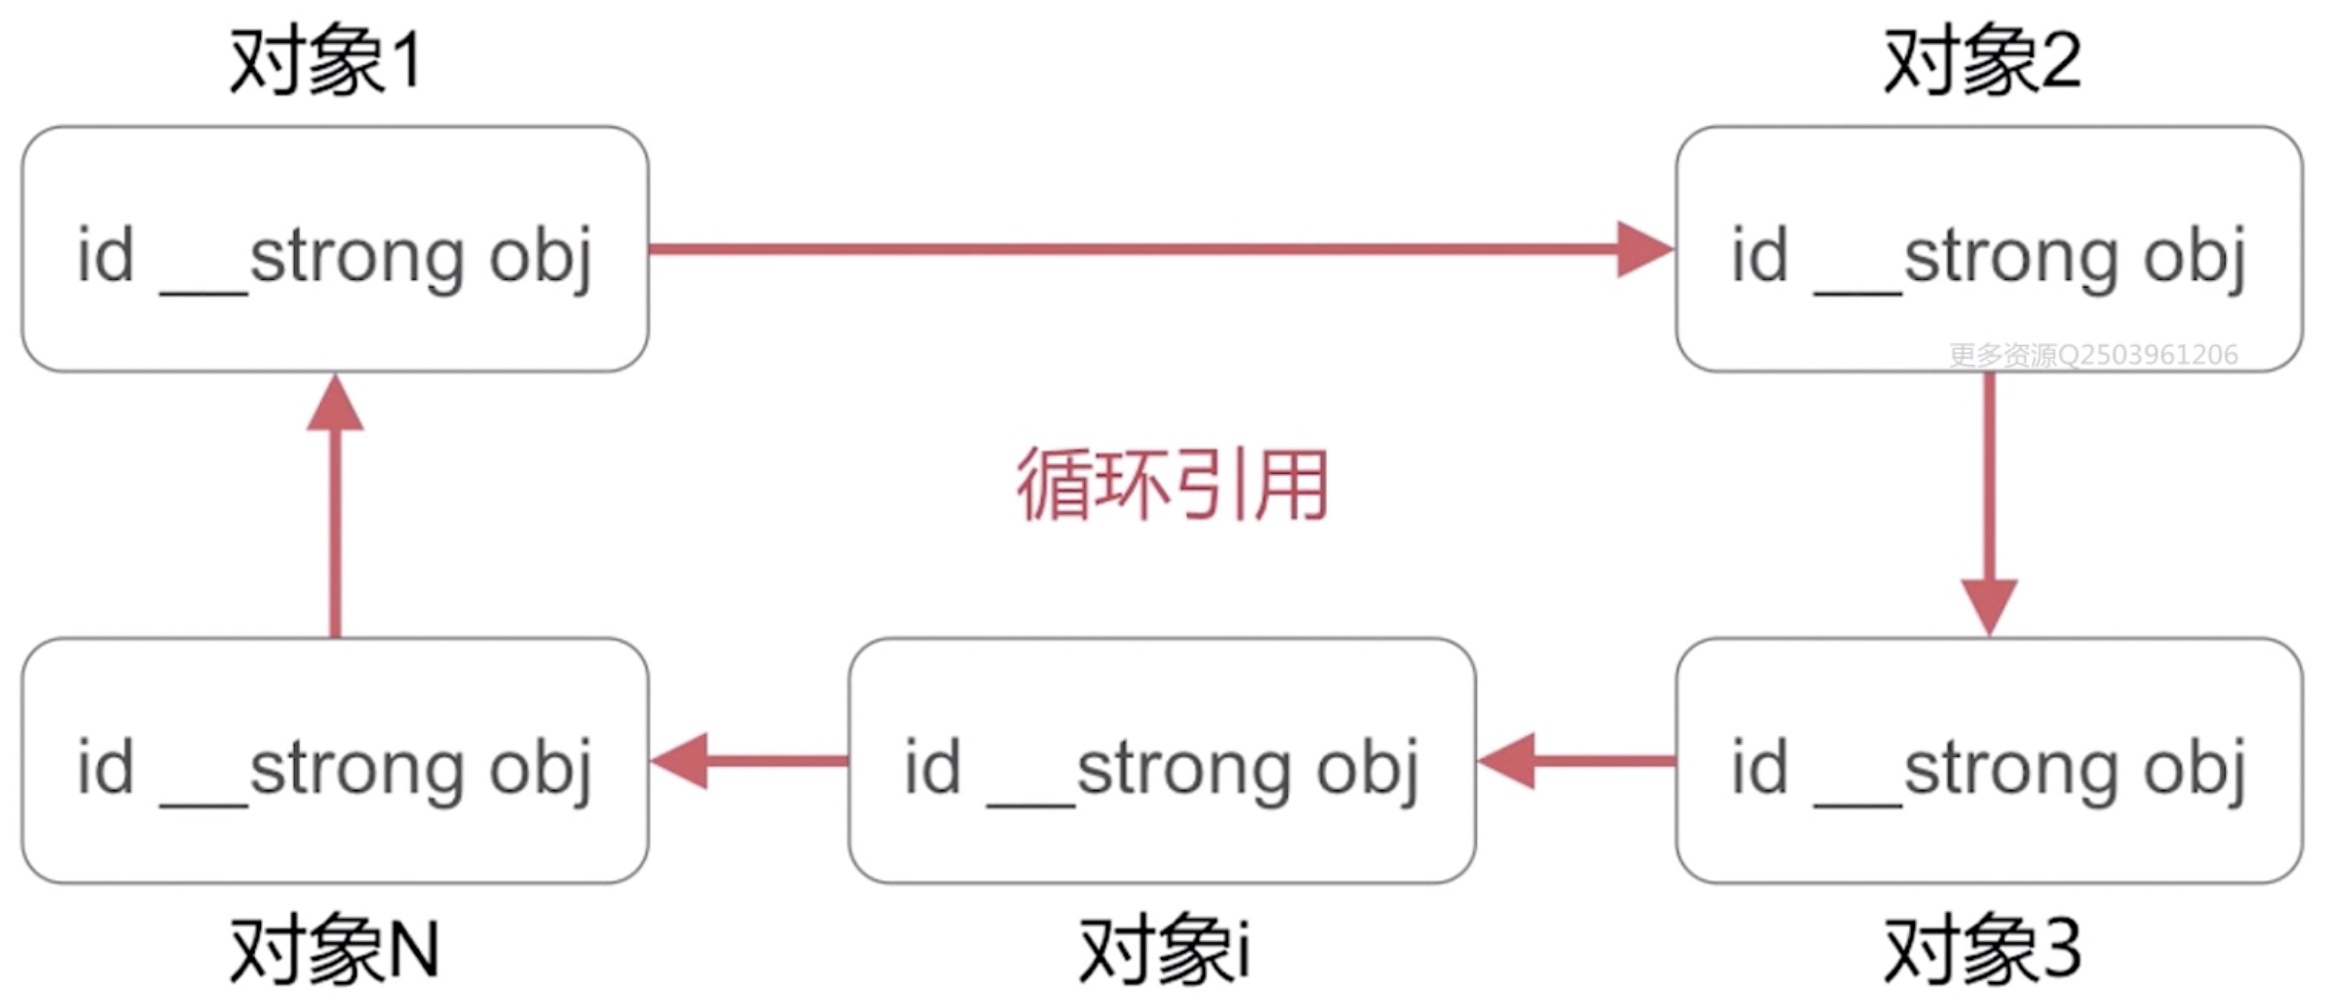 对象1
对象2
id __strong obj
id __strong obj
更多资源Q2503961206
循环引用
id __strong obj
id __strong obj
id __strong obj
对象N
对象i
对象3